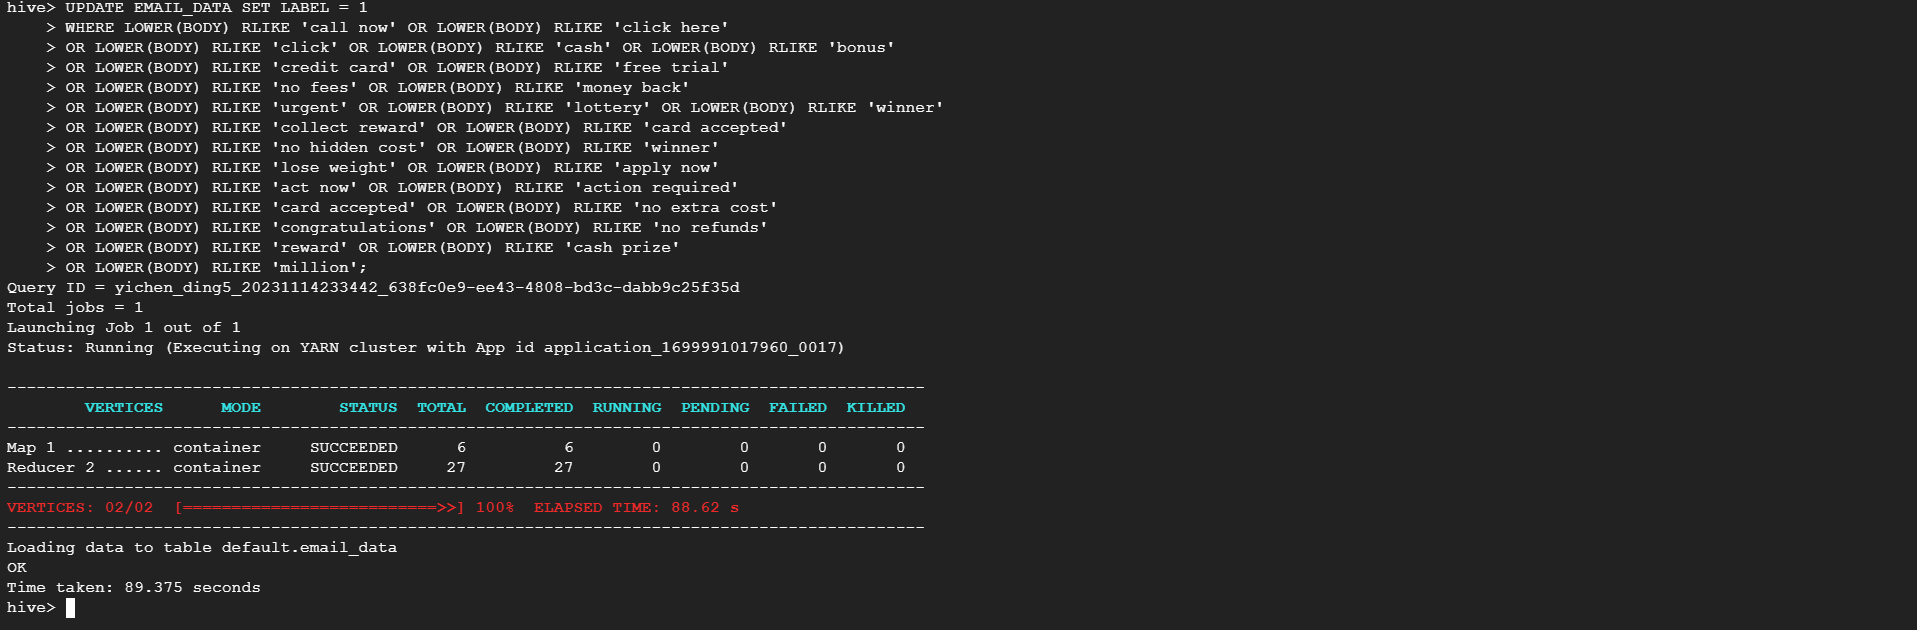 hive> UPDATE EMAIL_DATA SET LABEL = 1
    > WHERE LOWER(BODY) RLIKE 'call now' OR LOWER(BODY) RLIKE 'click here'
    > OR LOWER(BODY) RLIKE 'click' OR LOWER(BODY) RLIKE 'cash' OR LOWER(BODY) RLIKE 'bonus'
    > OR LOWER(BODY) RLIKE 'credit card' OR LOWER(BODY) RLIKE 'free trial'
    > OR LOWER(BODY) RLIKE 'no fees' OR LOWER(BODY) RLIKE 'money back'
    > OR LOWER(BODY) RLIKE 'urgent' OR LOWER(BODY) RLIKE 'lottery' OR LOWER(BODY) RLIKE 'winner'
    > OR LOWER(BODY) RLIKE 'collect reward' OR LOWER(BODY) RLIKE 'card accepted'
    > OR LOWER(BODY) RLIKE 'no hidden cost' OR LOWER(BODY) RLIKE 'winner'
    > OR LOWER(BODY) RLIKE 'lose weight' OR LOWER(BODY) RLIKE 'apply now'
    > OR LOWER(BODY) RLIKE 'act now' OR LOWER(BODY) RLIKE 'action required'
    > OR LOWER(BODY) RLIKE 'card accepted' OR LOWER(BODY) RLIKE 'no extra cost'
    > OR LOWER(BODY) RLIKE 'congratulations' OR LOWER(BODY) RLIKE 'no refunds'
    > OR LOWER(BODY) RLIKE 'reward' OR LOWER(BODY) RLIKE 'cash prize'
    > OR LOWER(BODY) RLIKE 'million';
Query ID = yichen_ding5_20231114233442_638fc0e9-ee43-4808-bd3c-dabb9c25f35d
Total jobs = 1
Launching Job 1 out of 1
Status: Running (Executing on YARN cluster with App id application_1699991017960_0017)
----------------------------------------------------------------------------------------------
        VERTICES      MODE        STATUS  TOTAL  COMPLETED  RUNNING  PENDING  FAILED  KILLED
----------------------------------------------------------------------------------------------
Map 1 .......... container     SUCCEEDED      6          6        0        0       0       0
Reducer 2 ...... container     SUCCEEDED     27         27        0        0       0       0
----------------------------------------------------------------------------------------------
VERTICES: 02/02  [==========================>>] 100%  ELAPSED TIME: 88.62 s
----------------------------------------------------------------------------------------------
Loading data to table default.email_data
OK
Time taken: 89.375 seconds
hive>